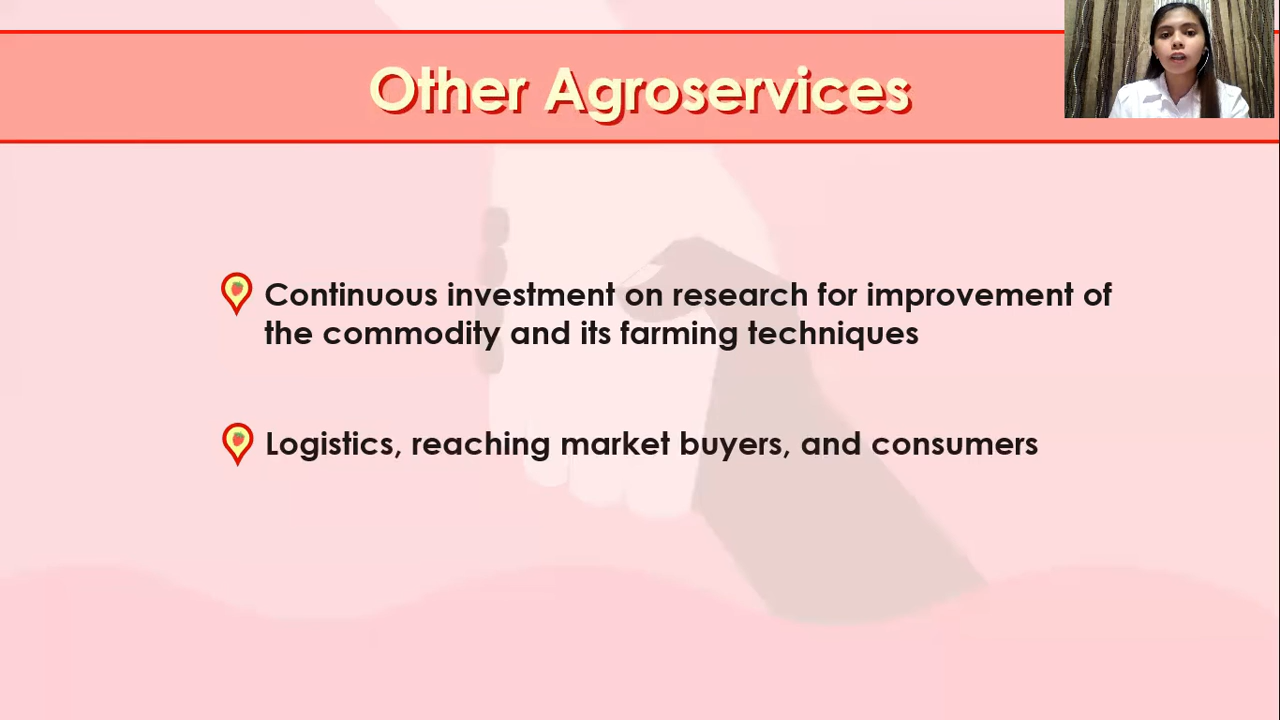 Other Agroservices
Continuous investment on research for improvement of
the commodity and its farming techniques
Logistics, reaching market buyers, and consumers